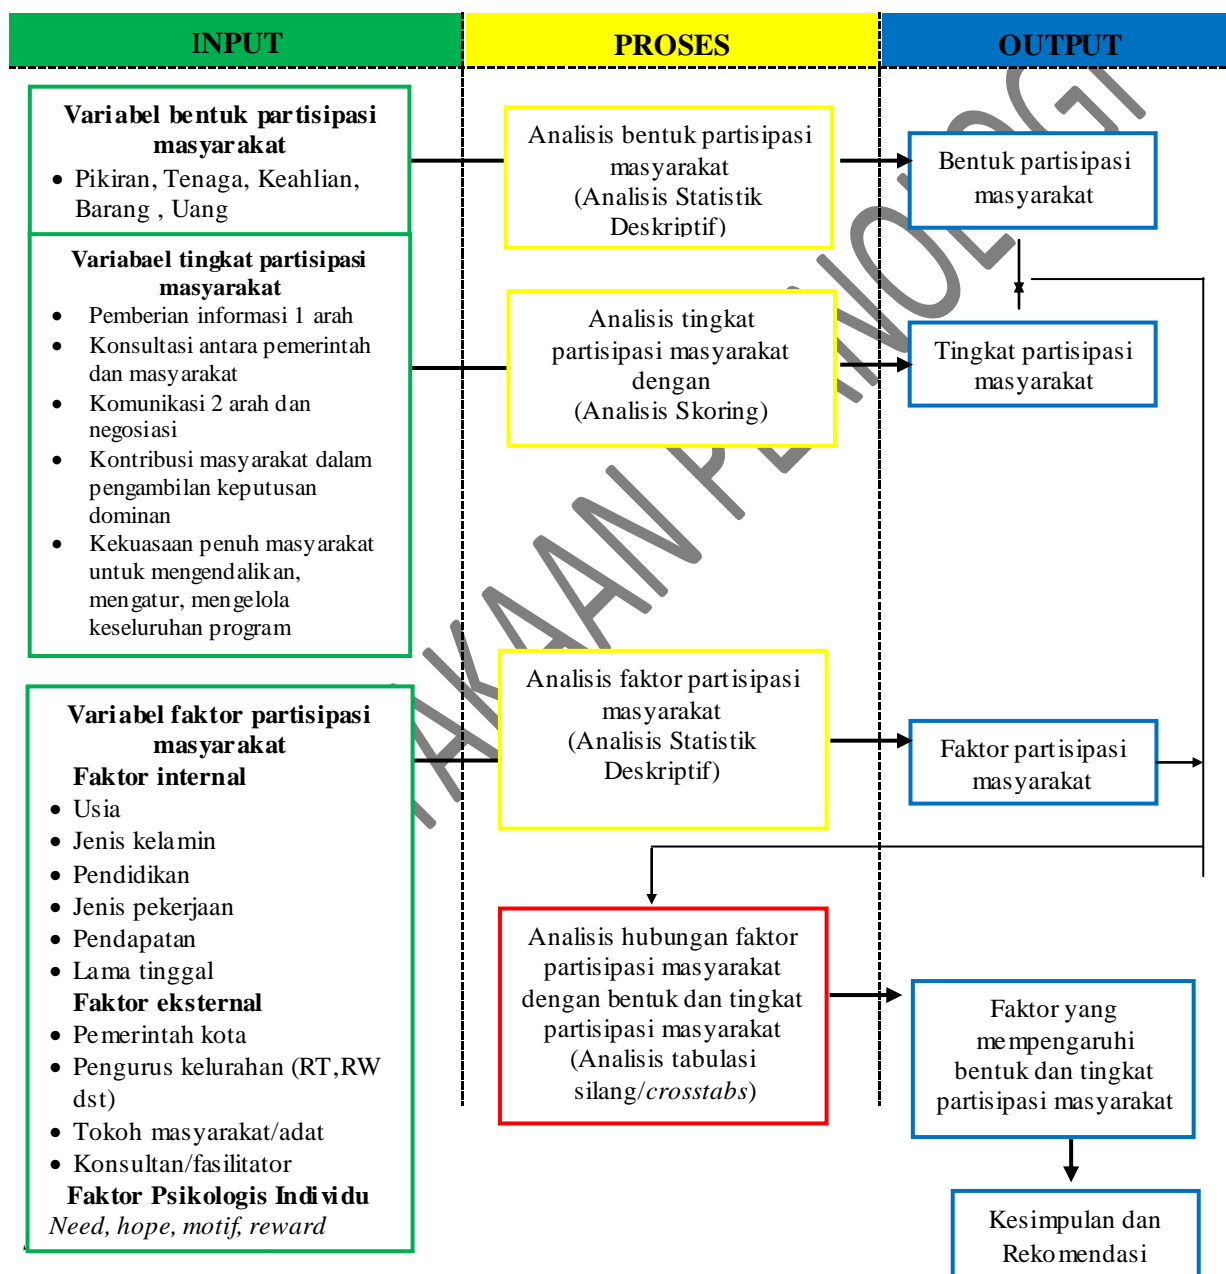 INPUT
PROSES
OUTPUT
Variabel bentuk partisipasi
masyarakat
• Pikiran, Tenaga, Keahlian,
Barang , Uang
Variabael tingkat partisipasi
masyarakat
• Pemberian informasi 1 arah
• Konsultasi antara pemerintah
dan masyarakat
• Komunikasi 2 arah dan
negosiasi
• Kontribusi masyarakat dalam
pengambilan keputusan
dominan
• Kekuasaan penuh masyarakat
untuk mengendalikan,
mengatur, mengelola
keseluruhan program
Variabel faktor partisipasi
masyarakat
Faktor internal
• Usia
• Jenis kelamin
• Pendidikan
• Jenis pekerjaan
• Pendapatan
• Lama tinggal
Faktor eksternal
• Pemerintah kota
• Pengurus kelurahan (RT,RW
dst)
• Tokoh masyarakat/adat
• Konsultan/fasilitator
Faktor Psikologis Individu
Need, hope, motif, reward
Analisis bentuk partisipasi
masyarakat
(Analisis Statistik
Deskriptif)
Analisis tingkat
partisipasi masyarakat
dengan
(Analisis Skoring)
Analisis faktor partisipasi
masyarakat
(Analisis Statistik
Deskriptif)
Analisis hubungan faktor
partisipasi masyarakat
dengan bentuk dan tingkat
partisipasi masyarakat
(Analisis tabulasi
silang/crosstabs)
Bentuk partisipasi
masyarakat
Tingkat partisipasi
masyarakat
Faktor partisipasi
masyarakat
Faktor yang
mempengaruhi
bentuk dan tingkat
partisipasi masyarakat
Kesimpulan dan
Rekomendasi